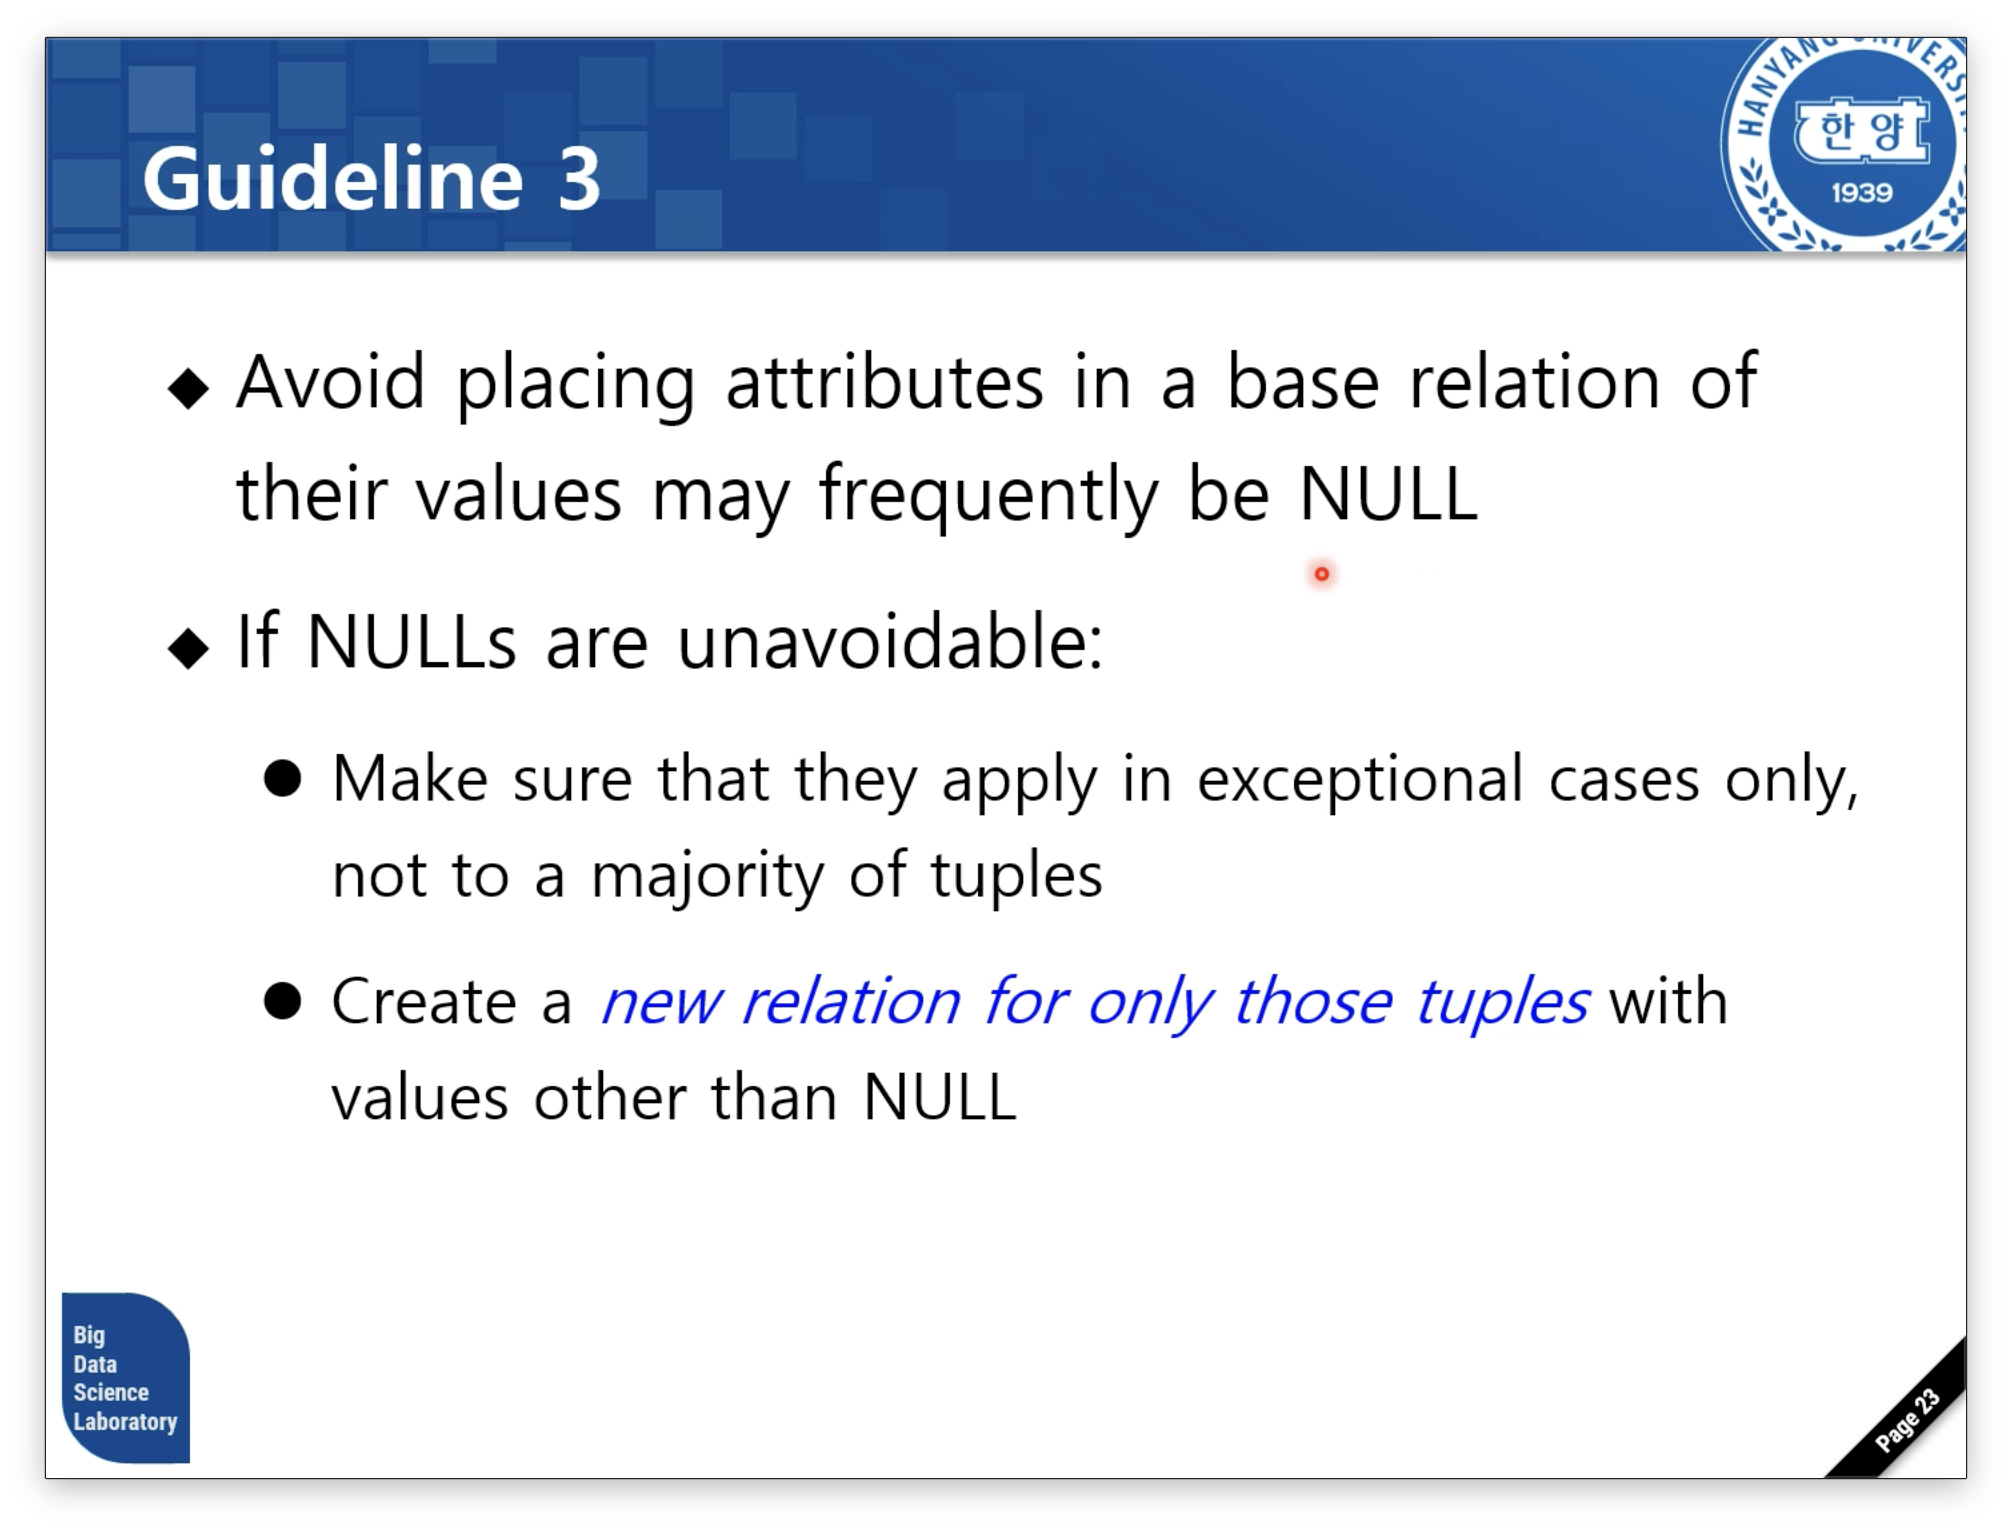 Guideline 3
HANYANG UNIVERSITY
한양
1939
◆ Avoid placing attributes in a base relation of
their values may frequently be NULL
◆ If NULLs are unavoidable:
● Make sure that they apply in exceptional cases only,
not to a majority of tuples
● Create a new relation for only those tuples with
values other than NULL
Big
Data
Science
Laboratory
Page 23